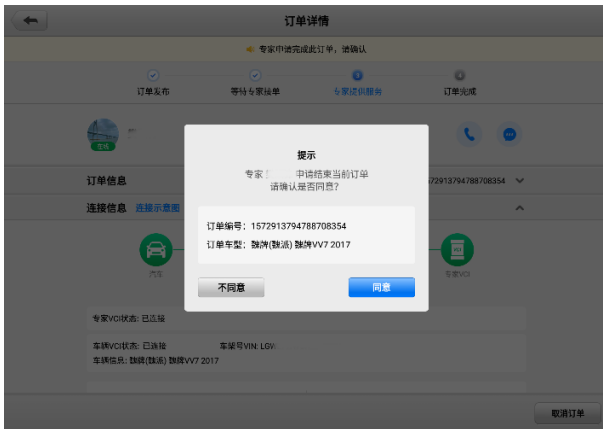 订单详情
专家申请完成此订单，请确认
订单发布
等待专家接单
专家提供服务
订单完成
在线
订单信息
72913794788708354
连接信息 连接示意图
汽车
专家VCI
专家VCI状态: 已连接
车辆VCI状态: 已连接 车架号VIN: LGW
车辆信息: 魏牌(魏派) 魏牌VV7 2017
取消订单
提示
专家 申请结束当前订单
请确认是否同意?
订单编号: 1572913794788708354
订单车型: 魏牌(魏派) 魏牌VV7 2017
不同意
同意